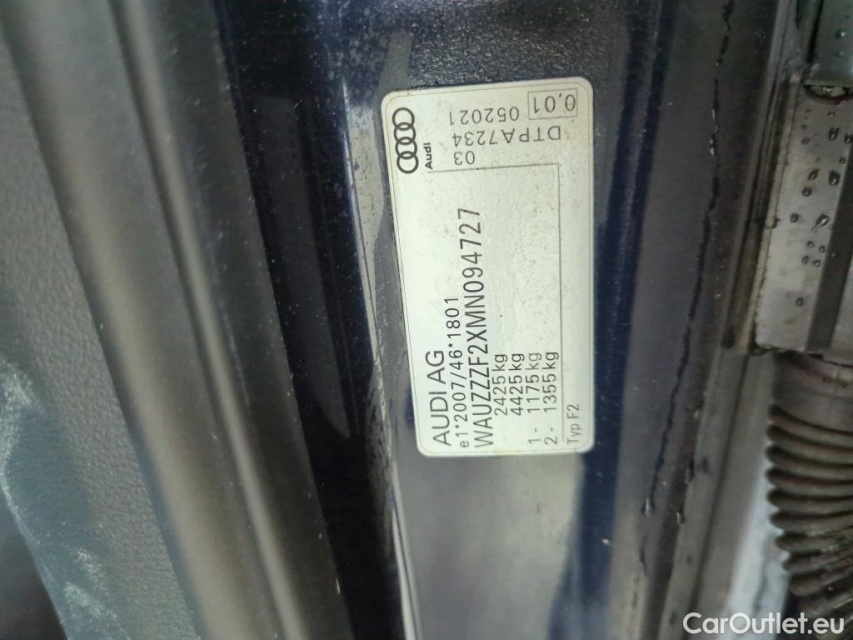 AUDI AG
e1*2007/46*1801
WAUZZZF2XMN094727
2425kg
4425kg
1- 1175kg
2- 1355kg
Typ F2
Audi
03
DTPA7234
052021
0,01
CarOutlet.eu